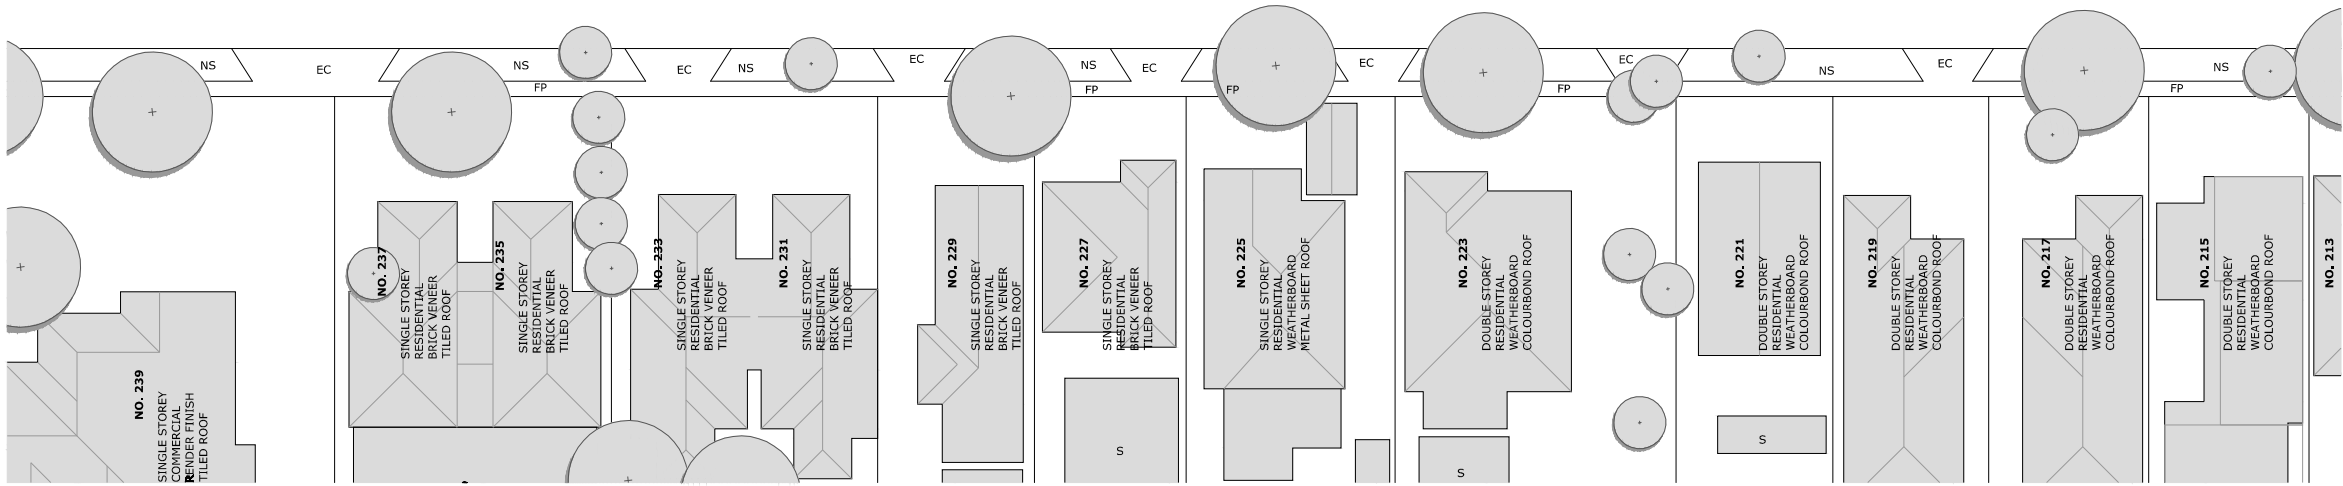 NS
EC
NS
FP
EC
NS
EC
NS
FP
EC
FP
EC
FP
EC
NS
EC
NS
FP
NO. 239
SINGLE STOREY
COMMERCIAL
RENDER FINISH
TILED ROOF
NO. 237
SINGLE STOREY
RESIDENTIAL
BRICK VENEER
TILED ROOF
NO. 235
SINGLE STOREY
RESIDENTIAL
BRICK VENEER
TILED ROOF
NO. 233
SINGLE STOREY
RESIDENTIAL
BRICK VENEER
TILED ROOF
NO. 231
SINGLE STOREY
RESIDENTIAL
BRICK VENEER
TILED ROOF
NO. 229
SINGLE STOREY
RESIDENTIAL
BRICK VENEER
TILED ROOF
NO. 227
SINGLE STOREY
RESIDENTIAL
BRICK VENEER
TILED ROOF
S
NO. 225
SINGLE STOREY
RESIDENTIAL
WEATHERBOARD
METAL SHEET ROOF
NO. 223
DOUBLE STOREY
RESIDENTIAL
WEATHERBOARD
COLOURBOND ROOF
S
NO. 221
DOUBLE STOREY
RESIDENTIAL
WEATHERBOARD
COLOURBOND ROOF
S
NO. 219
DOUBLE STOREY
RESIDENTIAL
WEATHERBOARD
COLOURBOND ROOF
NO. 217
DOUBLE STOREY
RESIDENTIAL
WEATHERBOARD
COLOURBOND ROOF
NO. 215
DOUBLE STOREY
RESIDENTIAL
WEATHERBOARD
COLOURBOND ROOF
NO. 213